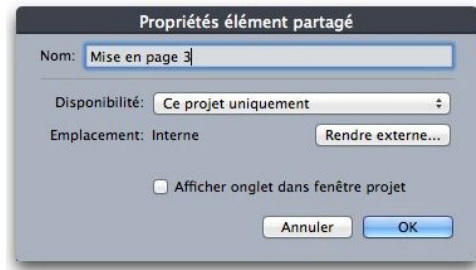 Propriétés élément partagé
Nom: Mise en page 3
Disponibilité: Ce projet uniquement
Emplacement: Interne Rendre externe...
Afficher onglet dans fenêtre projet
Annuler OK